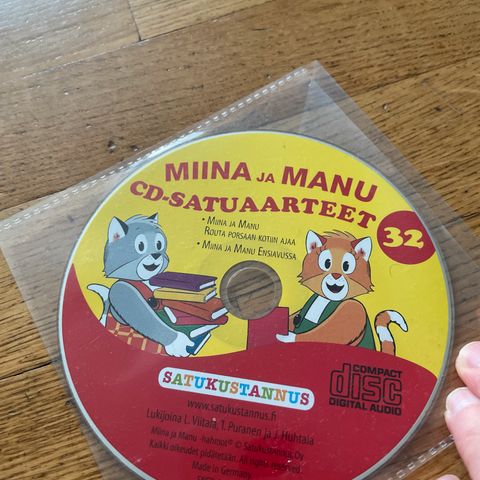 MIINA JA MANU
CD-SATUAARTEET
32
• MIINA JA MANU
ROUTA PORSAAN KOTIIN AJAA
• MIINA JA MANU ENSIAVUSSA
SATUKUSTANNUS
COMPACT
disc
DIGITAL AUDIO
www.satukustannus.fi
Lukijoina L. Viitala, T. Puranen ja J. Huhtala
Miina ja Manu -hahmot® © Satukustannus Oy
Kaikki oikeudet pidätetään. All rights reserved.
Made in Germany.